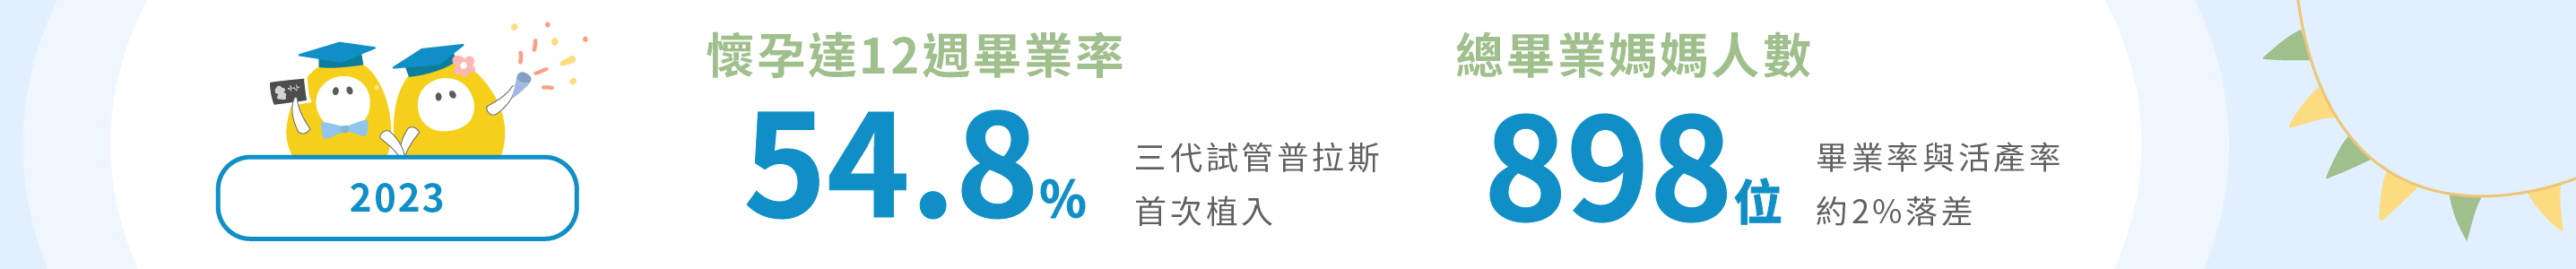 2023
懷孕達12週畢業率
54.8%
三代試管普拉斯
首次植入
總畢業媽媽人數
898位
畢業率與活產率
約2%落差